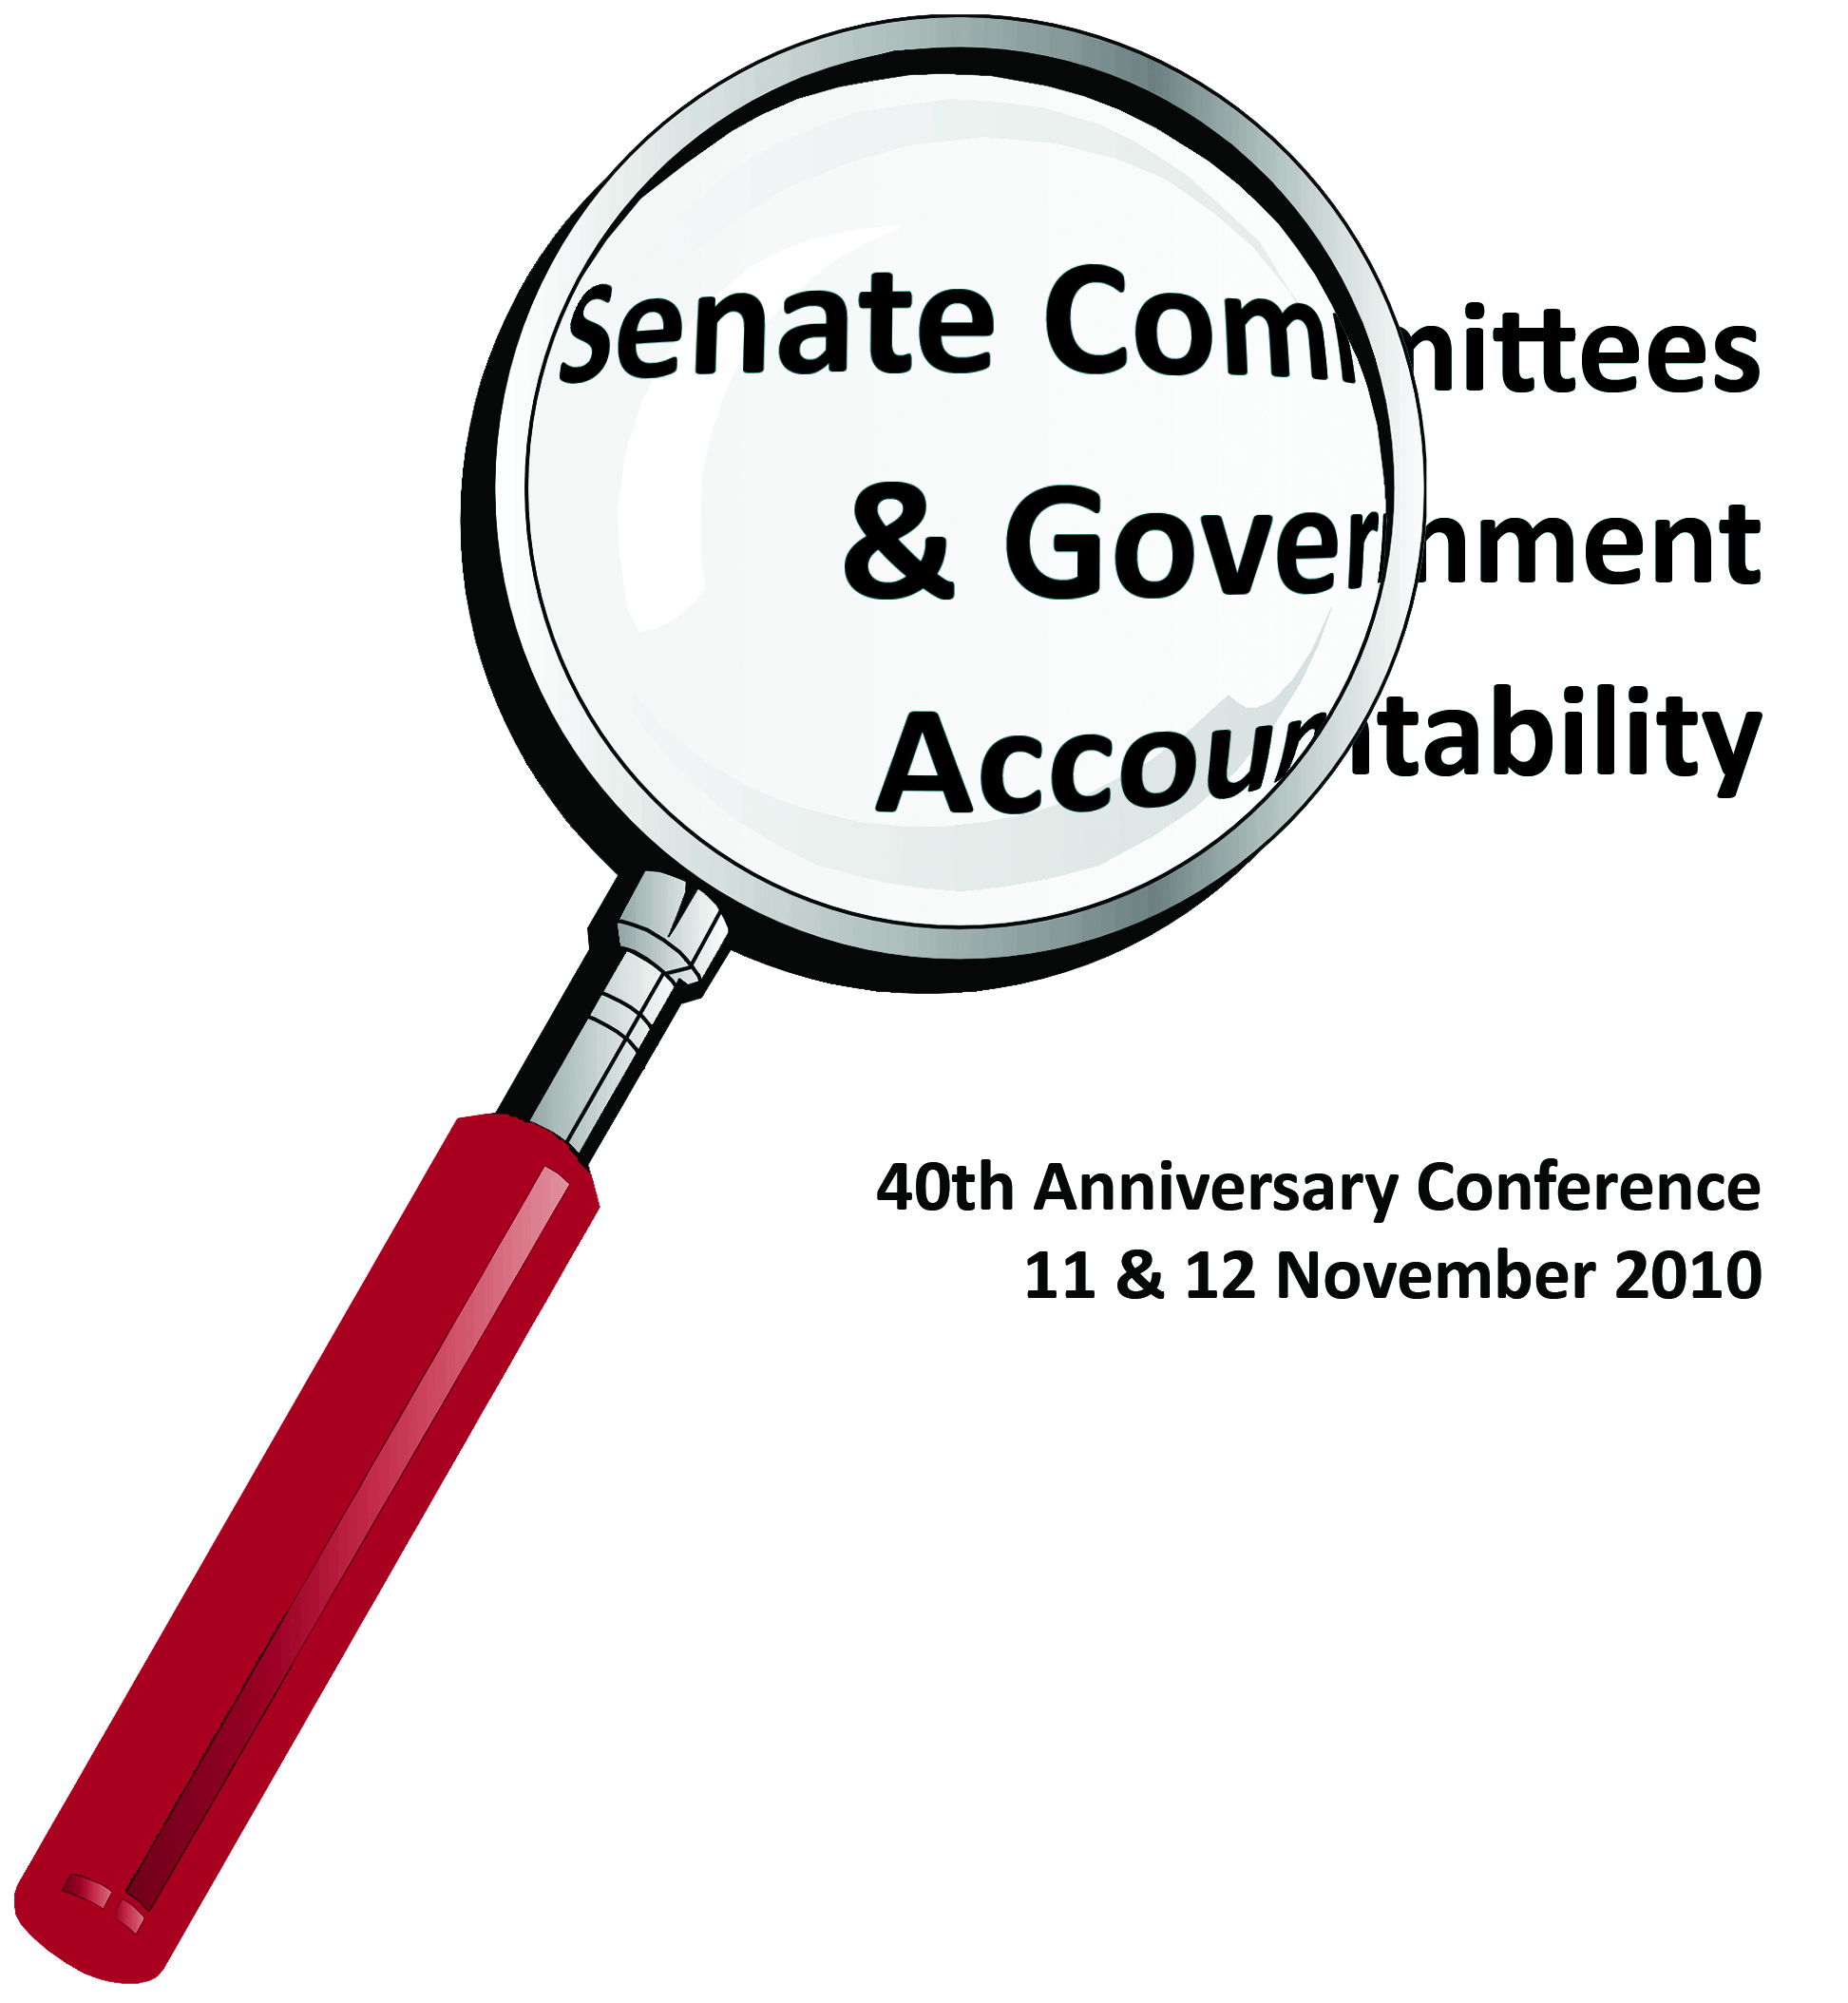 Senate Committees
& Government
Accountability
40th Anniversary Conference
11 & 12 November 2010